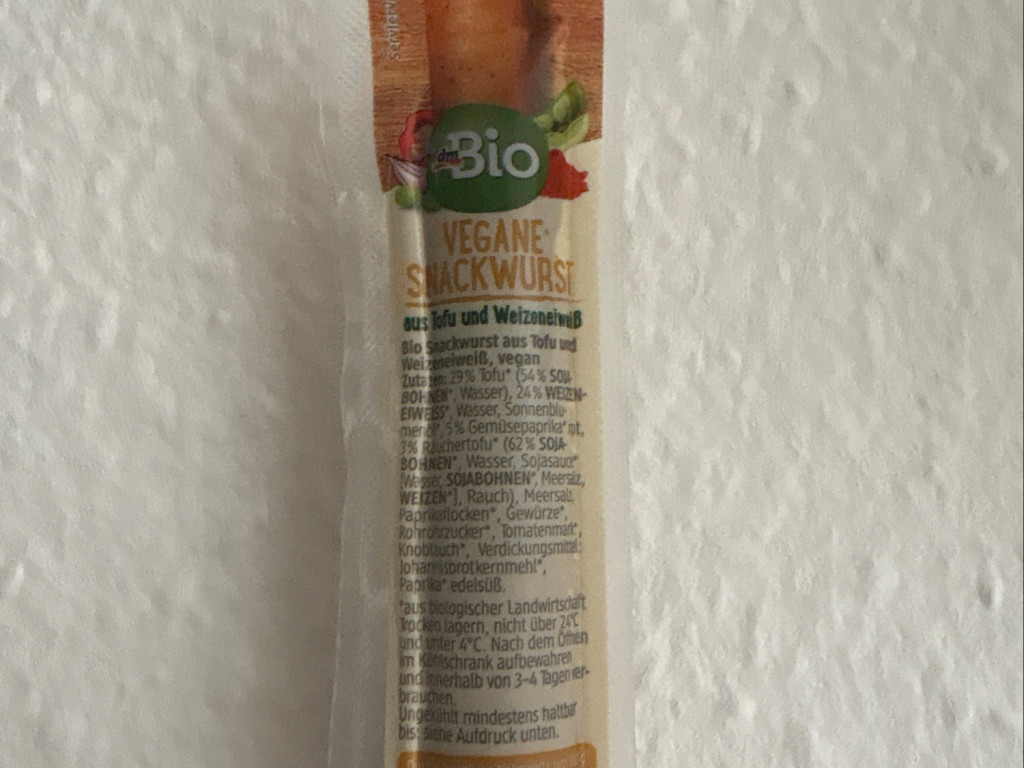 dmBio
VEGANE*
SNACKWURST
aus Tofu und Weizeneiweiß
Bio Snackwurst aus Tofu und
Weizeneiweiß, vegan
Zutaten: 29% Tofu* (54% SOJA-
BOHNEN*, Wasser), 24% WEIZEN-
EIWEISS*, Wasser, Sonnenblu-
menöl*, 5% Gemüsepaprika* rot,
3% Räuchertofu* (62% SOJA-
BOHNEN*, Wasser, Sojasauce*
[Wasser, SOJABOHNEN*, Meersalz,
WEIZEN*], Rauch), Meersalz,
Paprikaflocken*, Gewürze*,
Rohrohrzucker*, Tomatenmark*,
Knoblauch*, Verdickungsmittel:
Johannisbrotkernmehl*,
Paprika* edelsüß.
*aus biologischer Landwirtschaft
Trocken lagern, nicht über 24°C
und unter 4°C. Nach dem Öffnen
im Kühlschrank aufbewahren
und innerhalb von 3-4 Tagen ver-
brauchen.
Ungekühlt mindestens haltbar
bis: siehe Aufdruck unten.